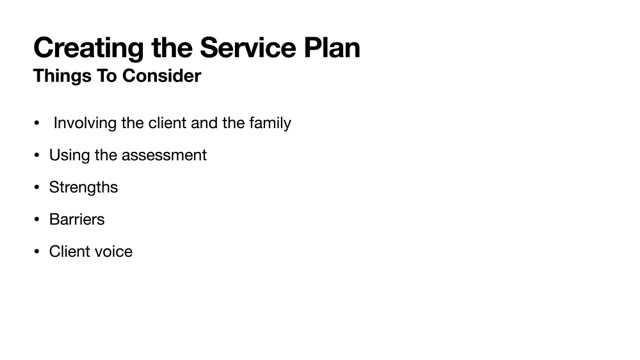 Creating the Service Plan
Things To Consider
• Involving the client and the family
• Using the assessment
• Strengths
• Barriers
• Client voice